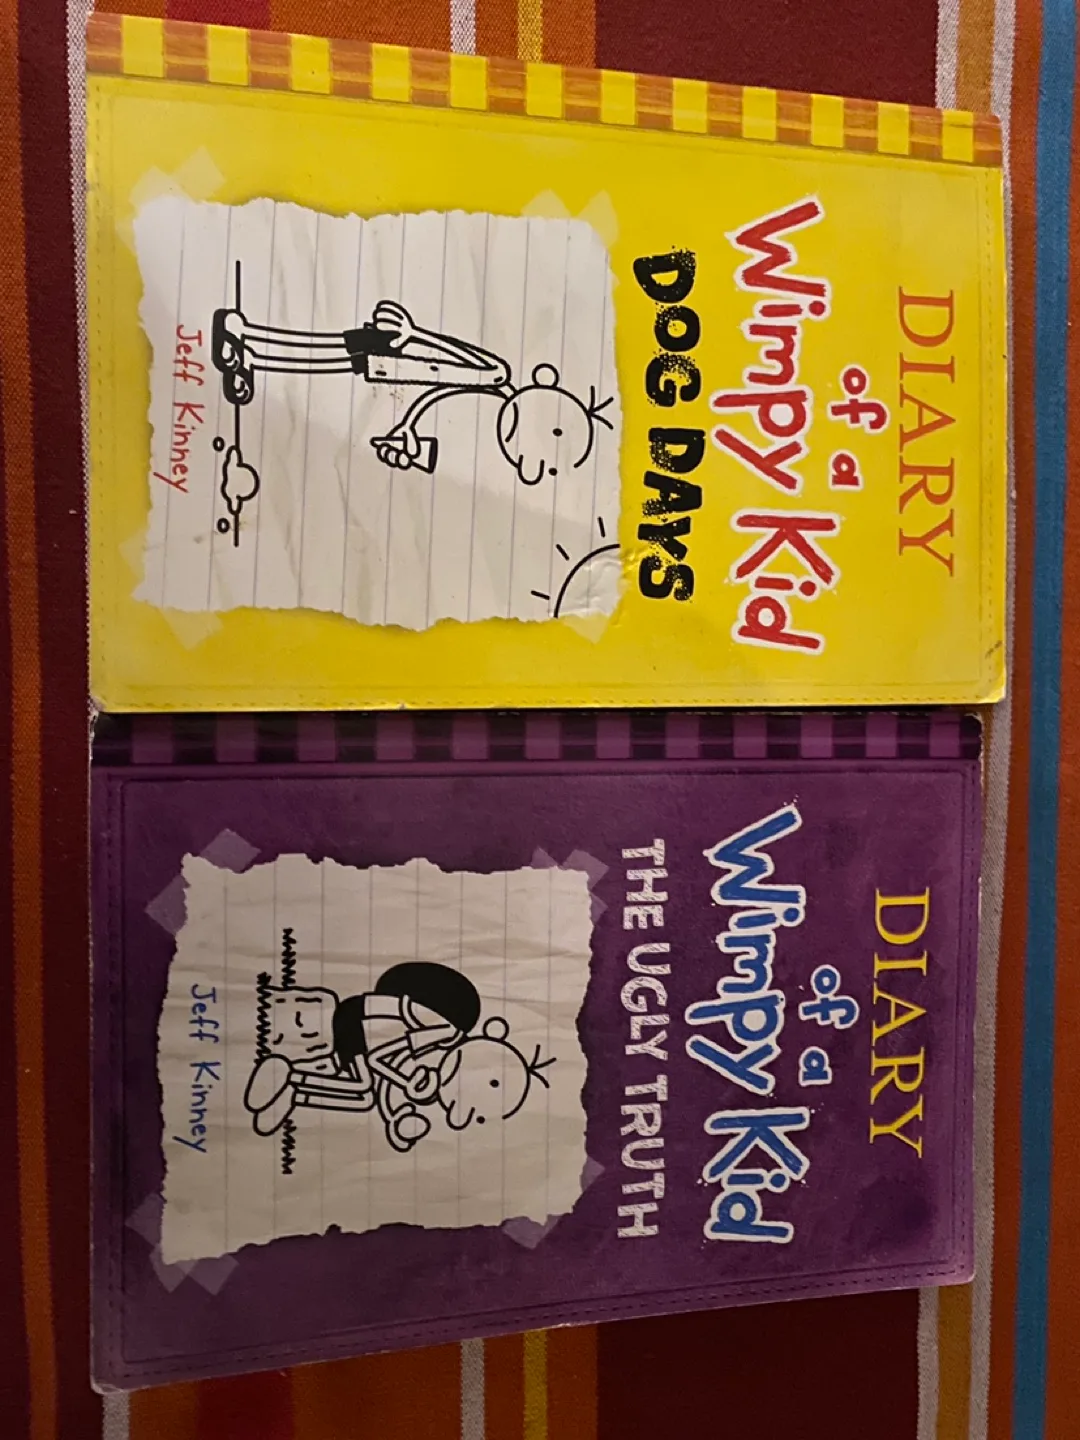 DIARY
of a
Wimpy Kid
DOG DAYS
Jeff Kinney
DIARY
of a
Wimpy Kid
THE UGLY TRUTH
Jeff Kinney